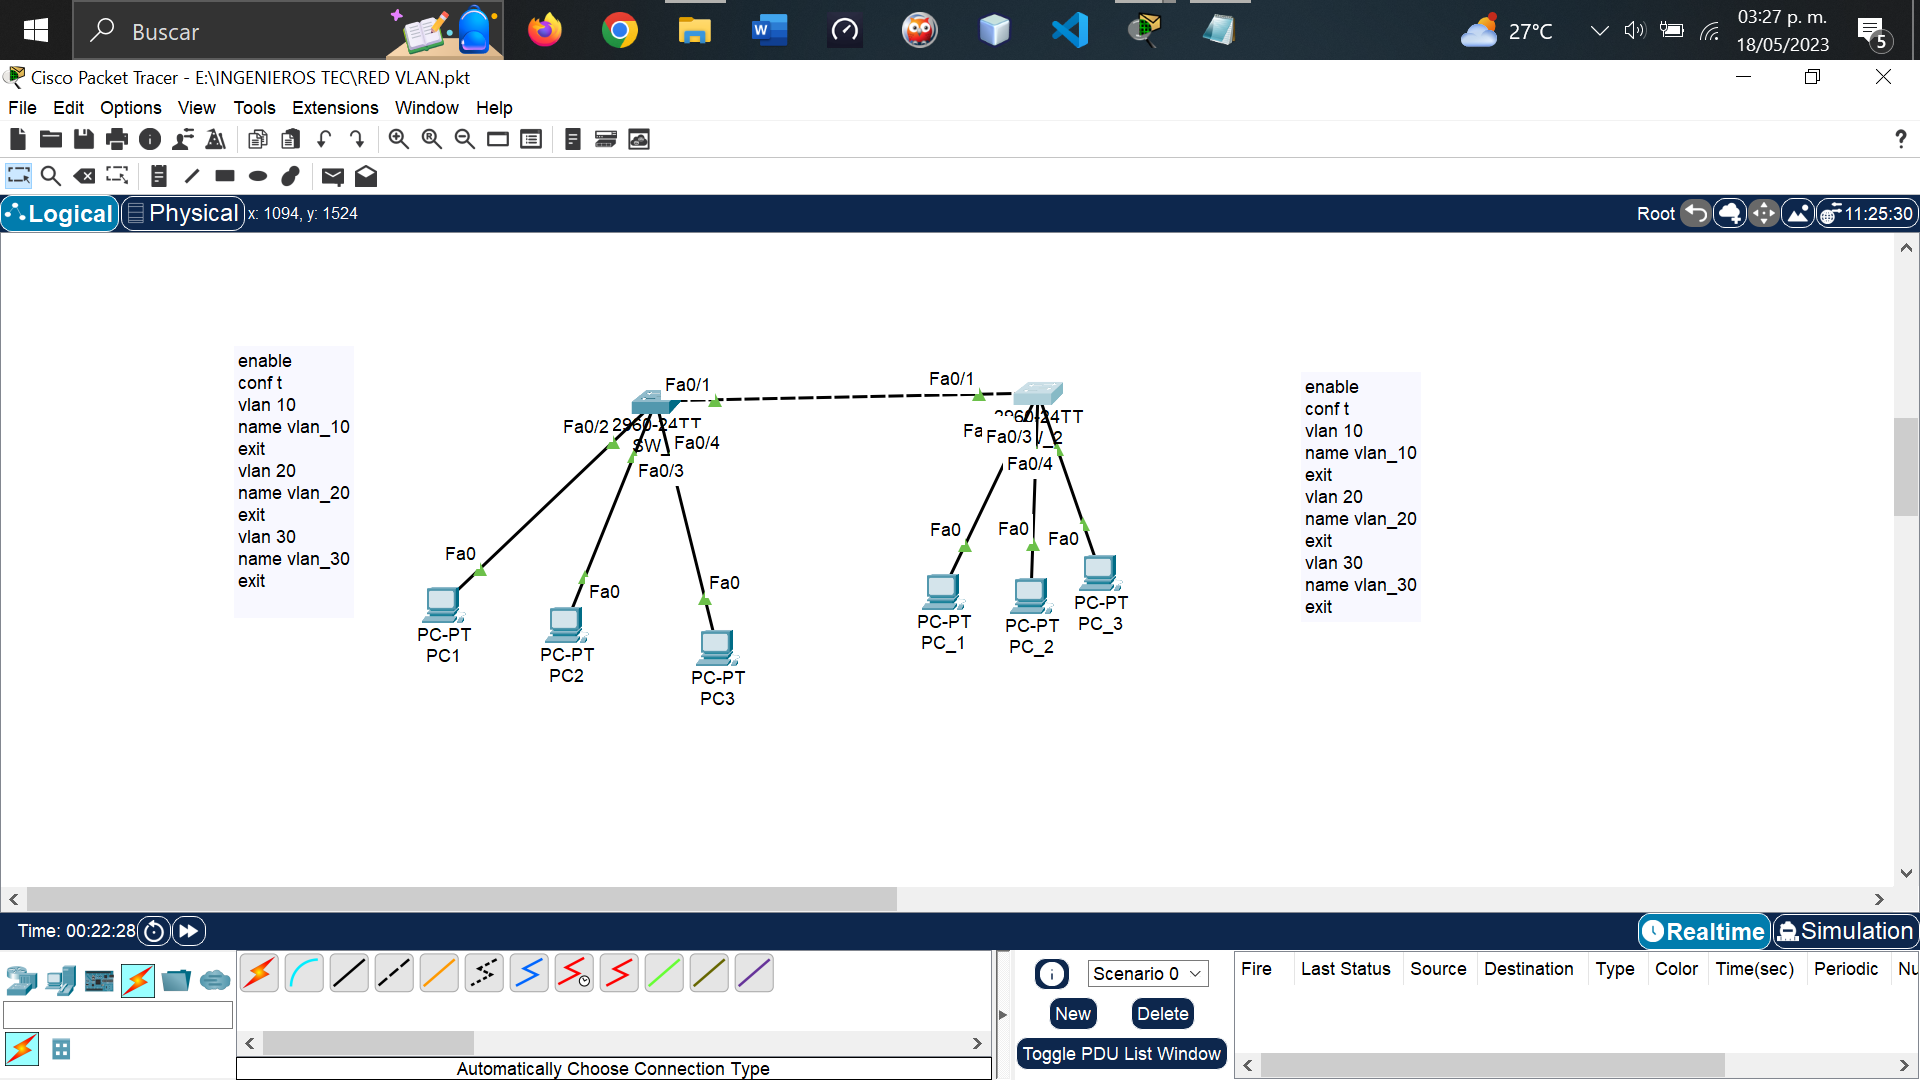 Buscar
27°C
03:27 p. m.
18/05/2023
5
Cisco Packet Tracer - E:\INGENIEROS TEC\RED VLAN.pkt
File Edit Options View Tools Extensions Window Help
Logical
Physical
x: 1094, y: 1524
Root
11:25:30
enable
conf t
vlan 10
name vlan_10
exit
vlan 20
name vlan_20
exit
vlan 30
name vlan_30
exit
Fa0/1
Fa0/2
2960-24TT
SW_
Fa0/4
Fa0/3
Fa0
PC-PT
PC1
Fa0
PC-PT
PC2
Fa0
PC-PT
PC3
Fa0/1
2960-24TT
Fa
Fa0/3
_2
Fa0/4
Fa0
PC-PT
PC_1
Fa0
PC-PT
PC_2
Fa0
PC-PT
PC_3
enable
conf t
vlan 10
name vlan_10
exit
vlan 20
name vlan_20
exit
vlan 30
name vlan_30
exit
Time: 00:22:28
Realtime
Simulation
Automatically Choose Connection Type
Scenario 0
New
Delete
Toggle PDU List Window
Fire Last Status Source Destination Type Color Time(sec) Periodic Nu